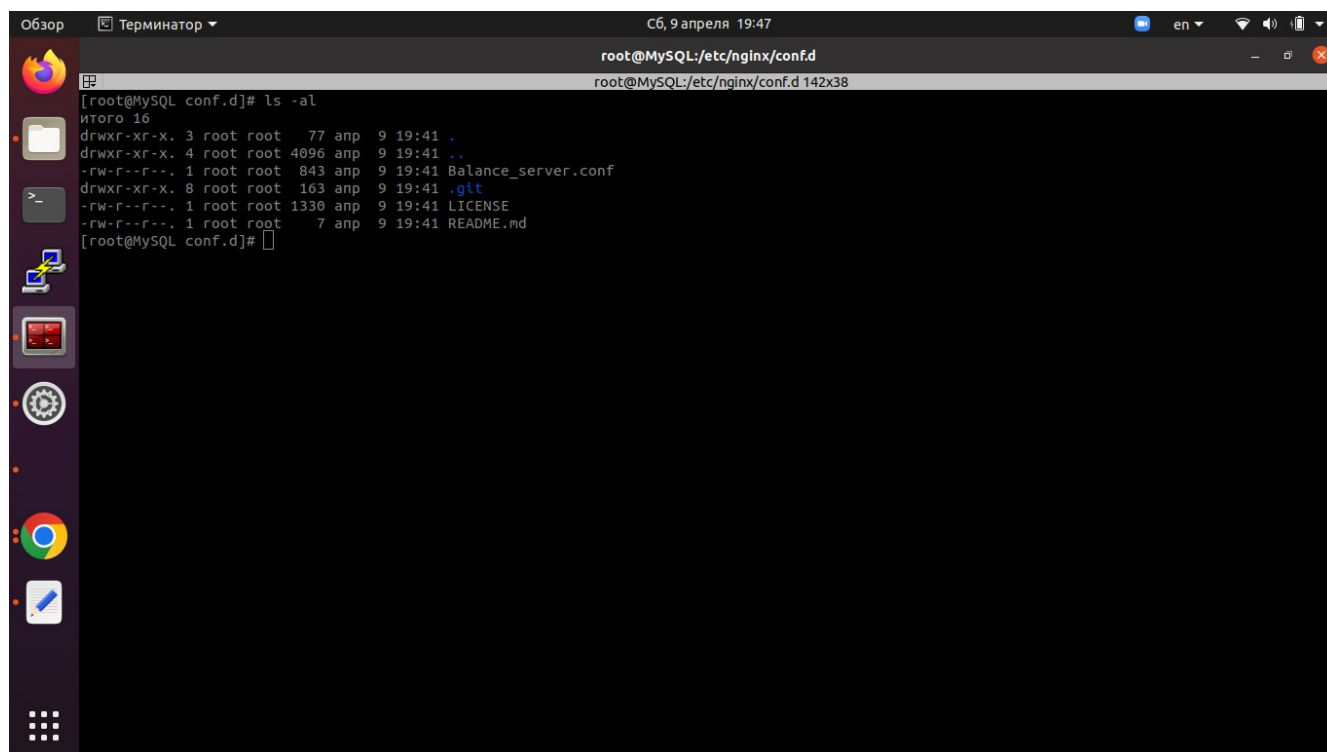 Обзор Терминатор Сб, 9 апреля 19:47 en
root@MySQL:/etc/nginx/conf.d
root@MySQL:/etc/nginx/conf.d 142x38
[root@MySQL conf.d]# ls -al
итого 16
drwxr-xr-x. 3 root root   77 апр  9 19:41 .
drwxr-xr-x. 4 root root 4096 апр  9 19:41 ..
-rw-r--r--. 1 root root  843 апр  9 19:41 Balance_server.conf
drwxr-xr-x. 8 root root  163 апр  9 19:41 .git
-rw-r--r--. 1 root root 1330 апр  9 19:41 LICENSE
-rw-r--r--. 1 root root    7 апр  9 19:41 README.md
[root@MySQL conf.d]#